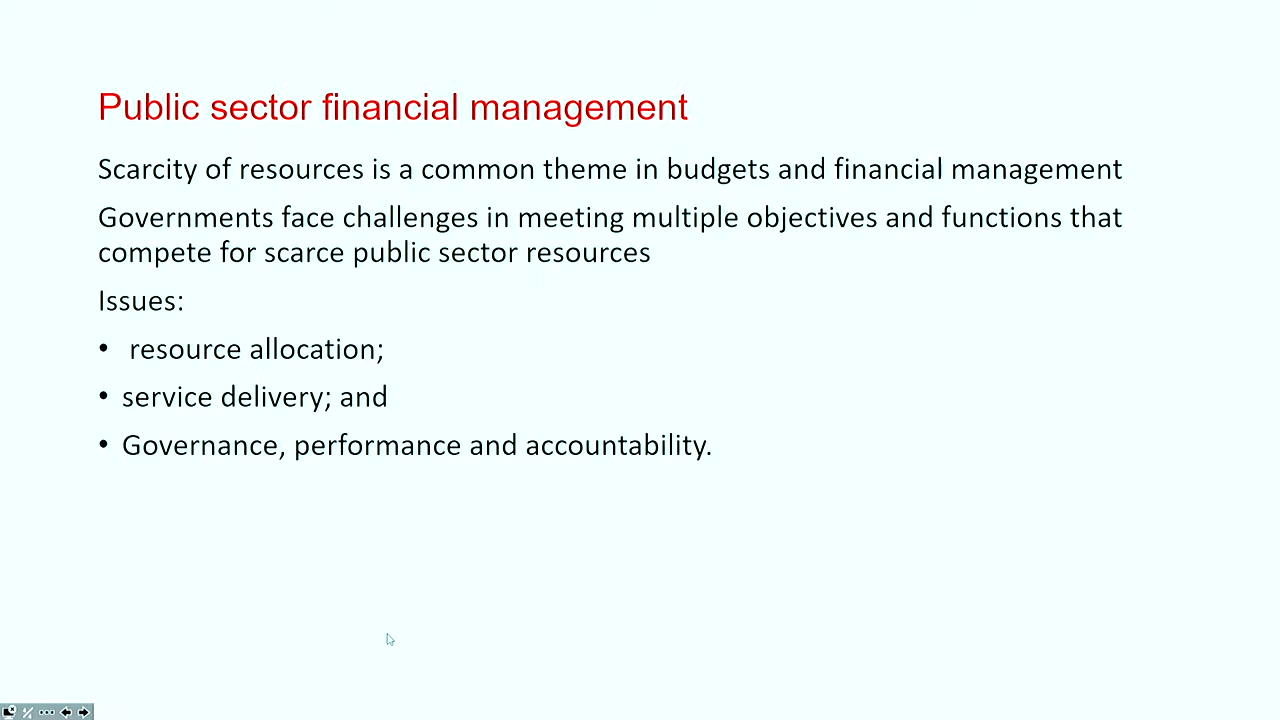 Public sector financial management
Scarcity of resources is a common theme in budgets and financial management
Governments face challenges in meeting multiple objectives and functions that
compete for scarce public sector resources
Issues:
• resource allocation;
• service delivery; and
• Governance, performance and accountability.